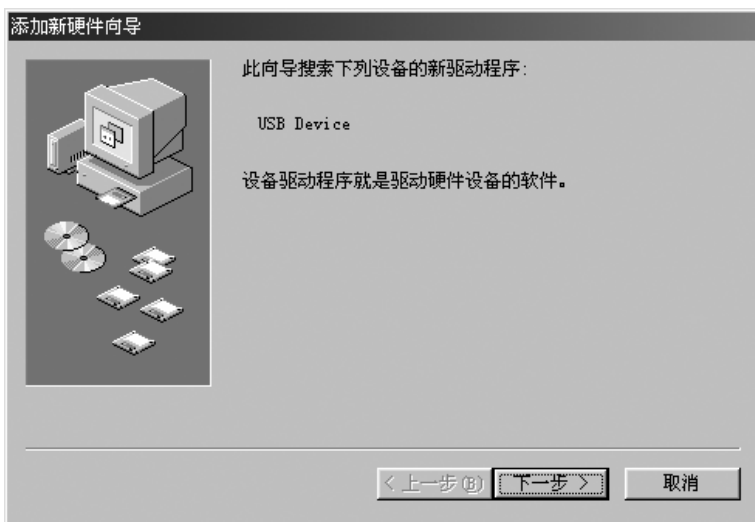 添加新硬件向导
此向导搜索下列设备的新驱动程序:
USB Device
设备驱动程序就是驱动硬件设备的软件。
< 上一步(B)
下一步 >
取消